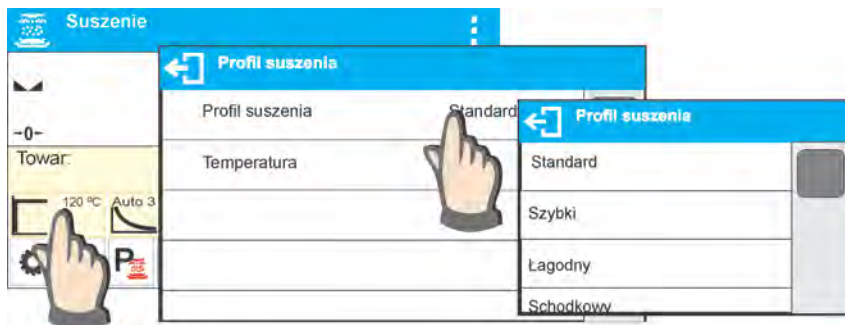 Suszenie
-0-
Towar:
120 ºC
Auto 3
P
Profil suszenia
Profil suszenia Standard
Temperatura
Profil suszenia
Standard
Szybki
Łagodny
Schodkowy